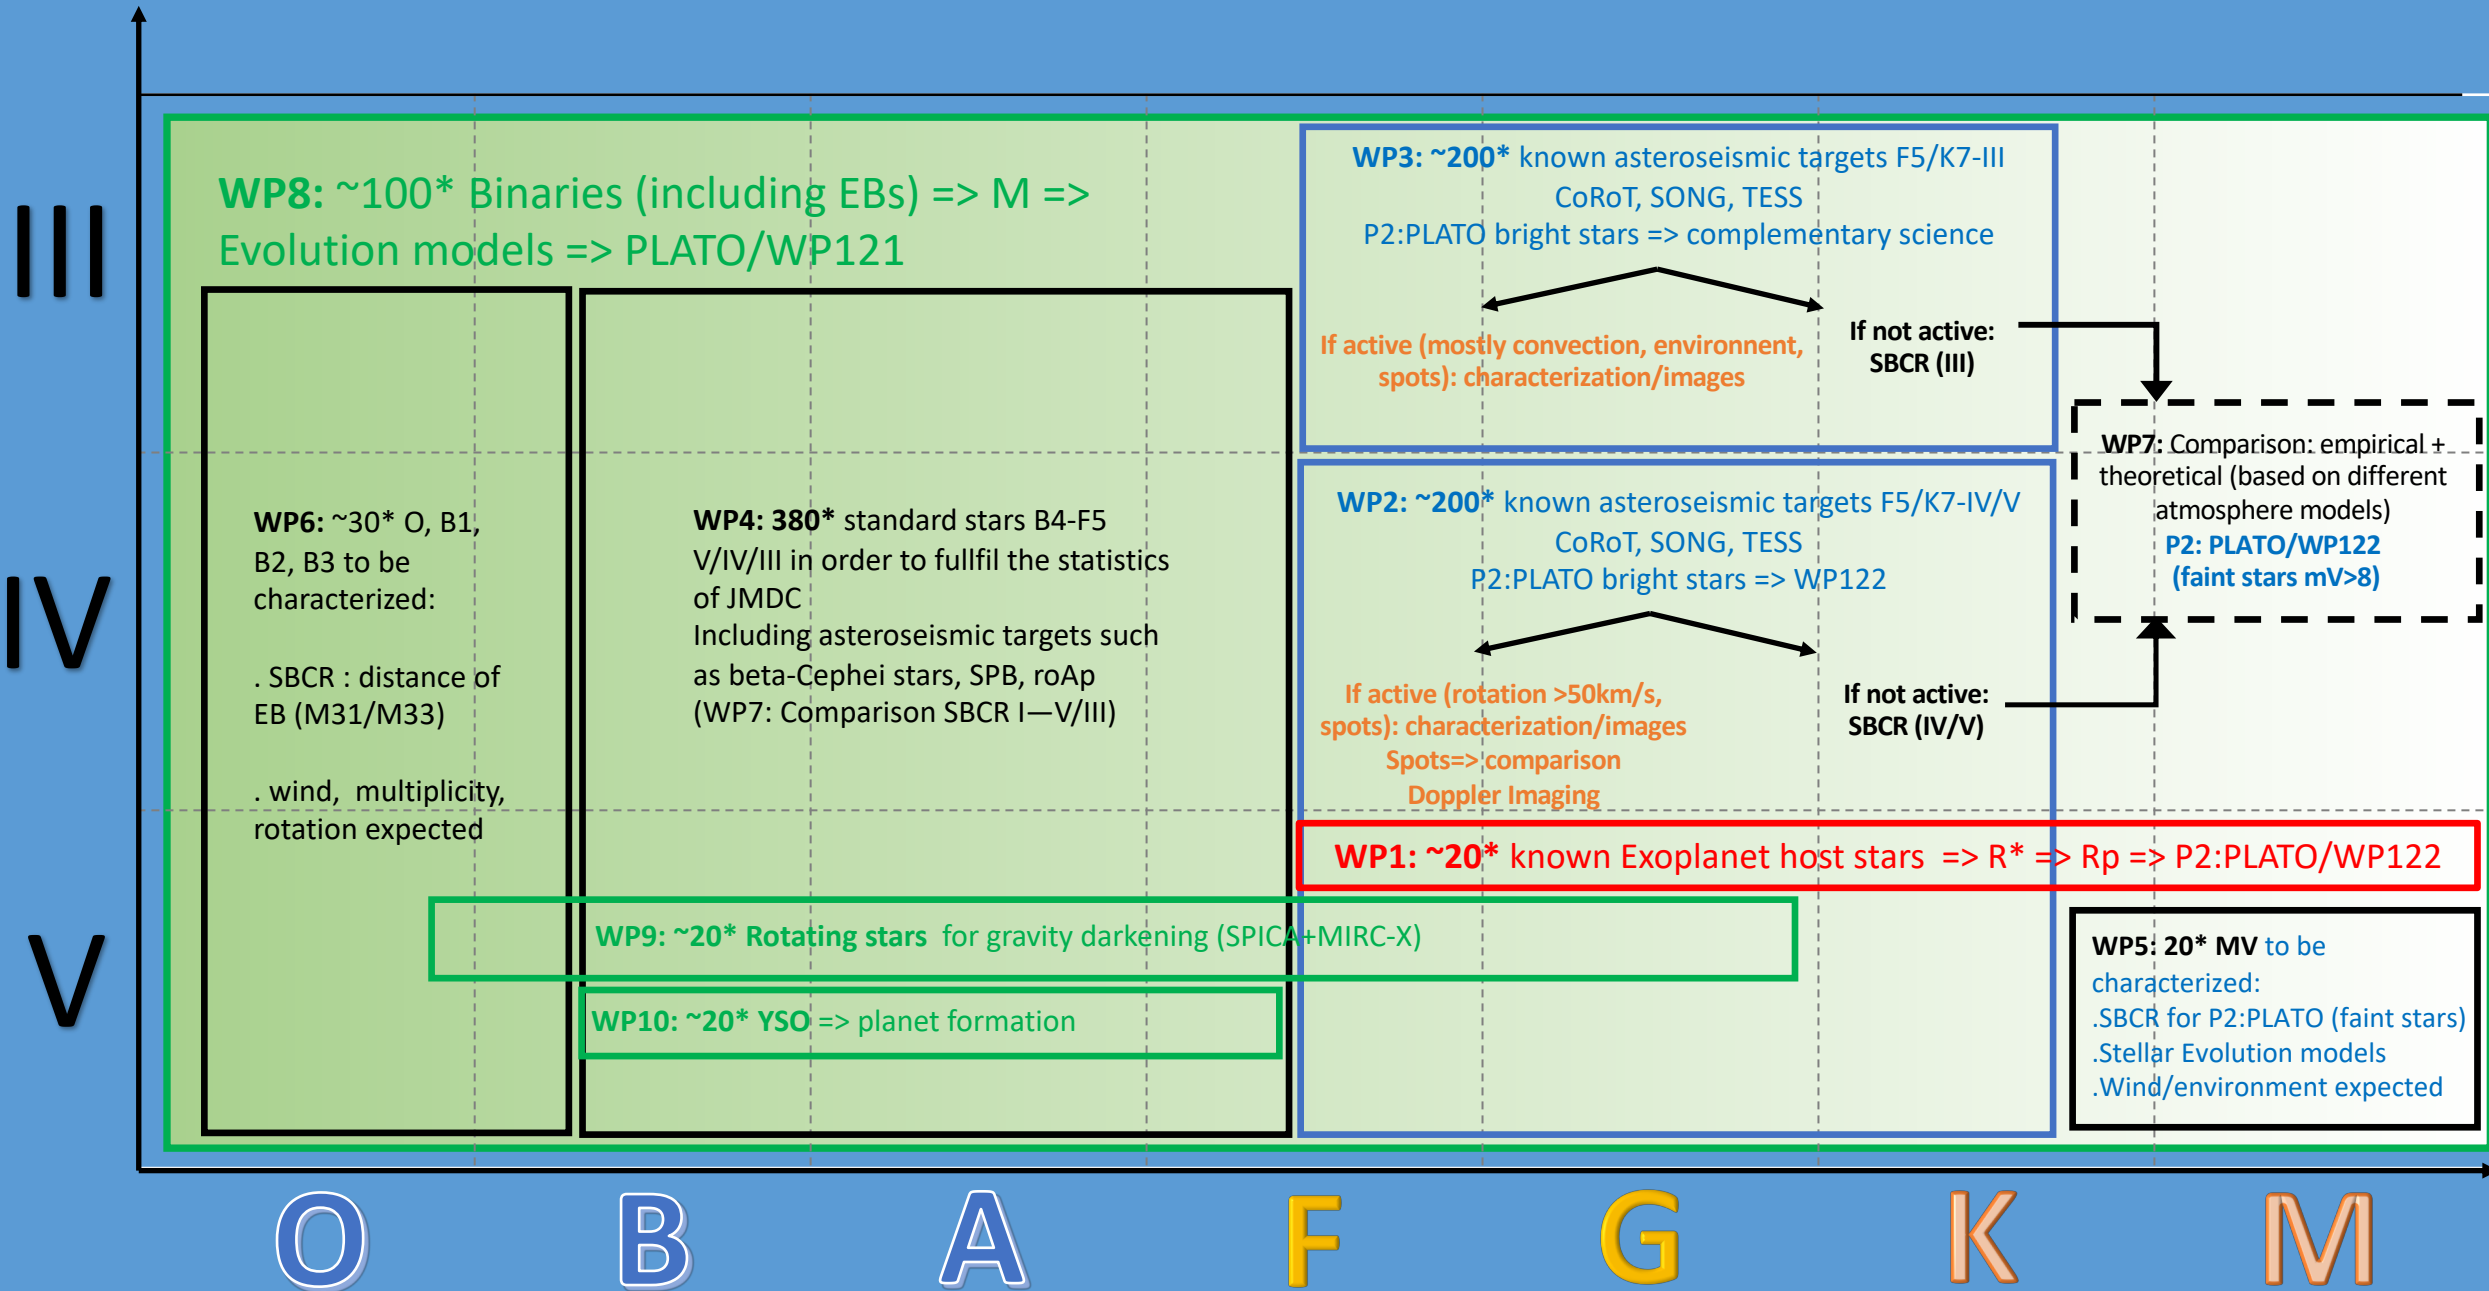 III
IV
V
WP8: ~100* Binaries (including EBs) => M =>
Evolution models => PLATO/WP121
WP3: ~200* known asteroseismic targets F5/K7-III
CoRoT, SONG, TESS
P2:PLATO bright stars => complementary science
If active (mostly convection, environnent,
spots): characterization/images
If not active:
SBCR (III)
WP7: Comparison: empirical +
theoretical (based on different
atmosphere models)
P2: PLATO/WP122
(faint stars mV>8)
WP6: ~30* O, B1,
B2, B3 to be
characterized:
. SBCR : distance of
EB (M31/M33)
. wind, multiplicity,
rotation expected
WP4: 380* standard stars B4-F5
V/IV/III in order to fullfil the statistics
of JMDC
Including asteroseismic targets such
as beta-Cephei stars, SPB, roAp
(WP7: Comparison SBCR I—V/III)
WP2: ~200* known asteroseismic targets F5/K7-IV/V
CoRoT, SONG, TESS
P2:PLATO bright stars => WP122
If active (rotation >50km/s,
spots): characterization/images
Spots=> comparison
Doppler Imaging
If not active:
SBCR (IV/V)
WP1: ~20* known Exoplanet host stars => R* => Rp => P2:PLATO/WP122
WP9: ~20* Rotating stars for gravity darkening (SPICA+MIRC-X)
WP10: ~20* YSO => planet formation
WP5: 20* MV to be
characterized:
.SBCR for P2:PLATO (faint stars)
.Stellar Evolution models
.Wind/environment expected
O B A F G K M